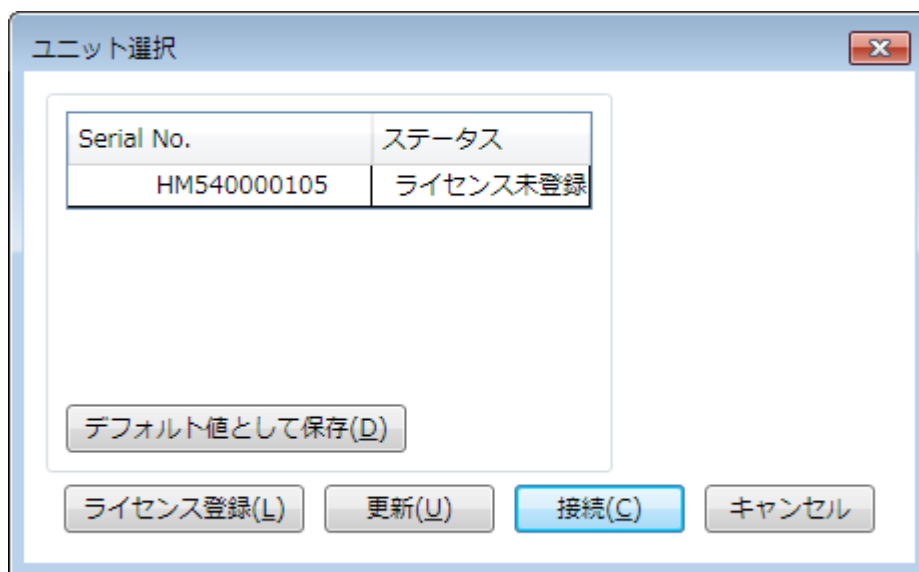 ユニット選択
Serial No. ステータス
HM540000105 ライセンス未登録
デフォルト値として保存(D)
ライセンス登録(L) 更新(U) 接続(C) キャンセル